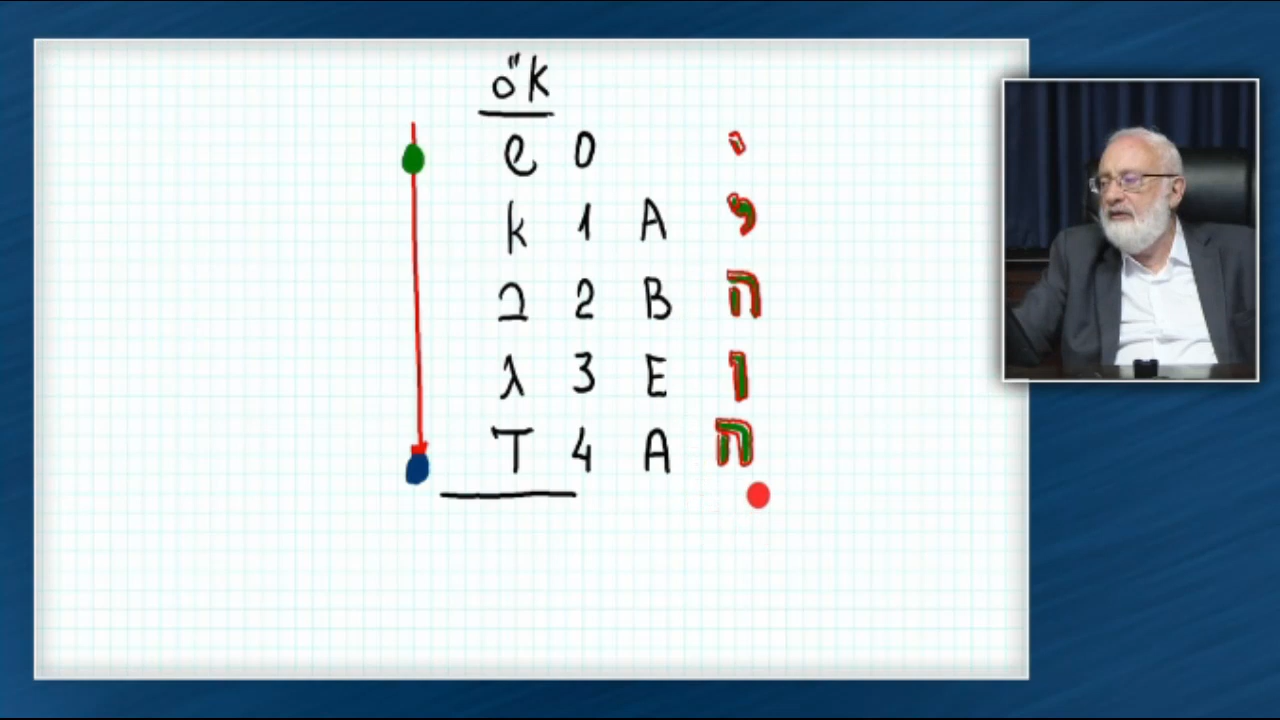 א"ס
ש 0 י
א 1 A י
ב 2 B ה
ג 3 E ו
ד 4 A ה